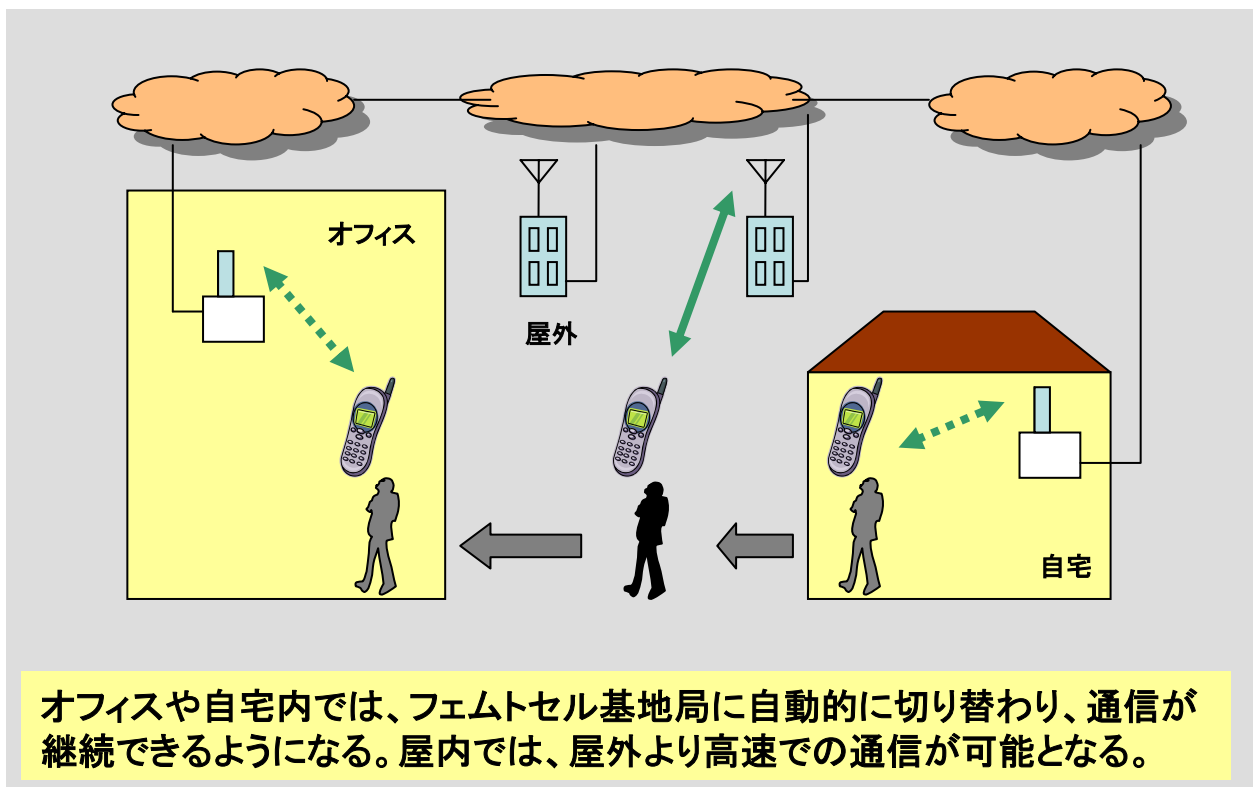 オフィス
屋外
自宅
オフィスや自宅内では、フェムトセル基地局に自動的に切り替わり、通信が
継続できるようになる。屋内では、屋外より高速での通信が可能となる。